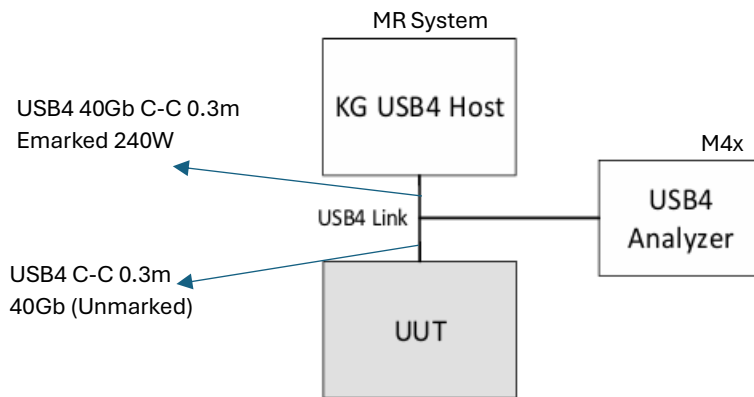 MR System
USB4 40Gb C-C 0.3m
Emarked 240W
KG USB4 Host
M4x
USB4 Link
USB4
Analyzer
USB4 C-C 0.3m
40Gb (Unmarked)
UUT